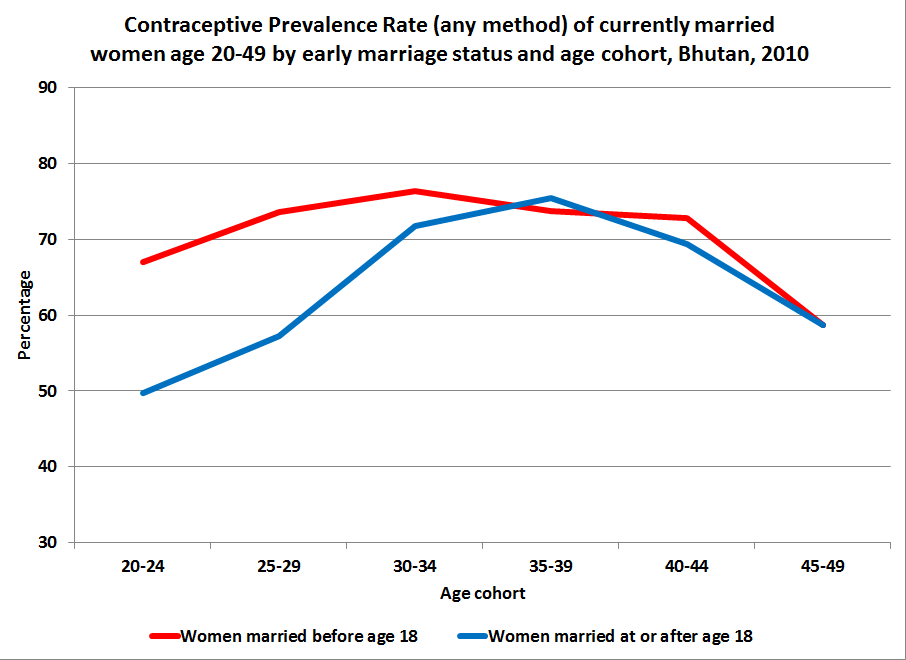 Contraceptive Prevalence Rate (any method) of currently married
women age 20-49 by early marriage status and age cohort, Bhutan, 2010
90
80
70
60
50
40
30
Percentage
20-24 25-29 30-34 35-39 40-44 45-49
Age cohort
Women married before age 18 Women married at or after age 18